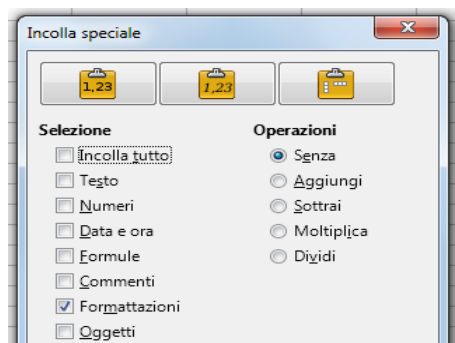 Incolla speciale
1,23
1,23
Selezione
Operazioni
Incolla tutto
Senza
Testo
Aggiungi
Numeri
Sottrai
Data e ora
Moltiplica
Formule
Dividi
Commenti
Formattazioni
Oggetti